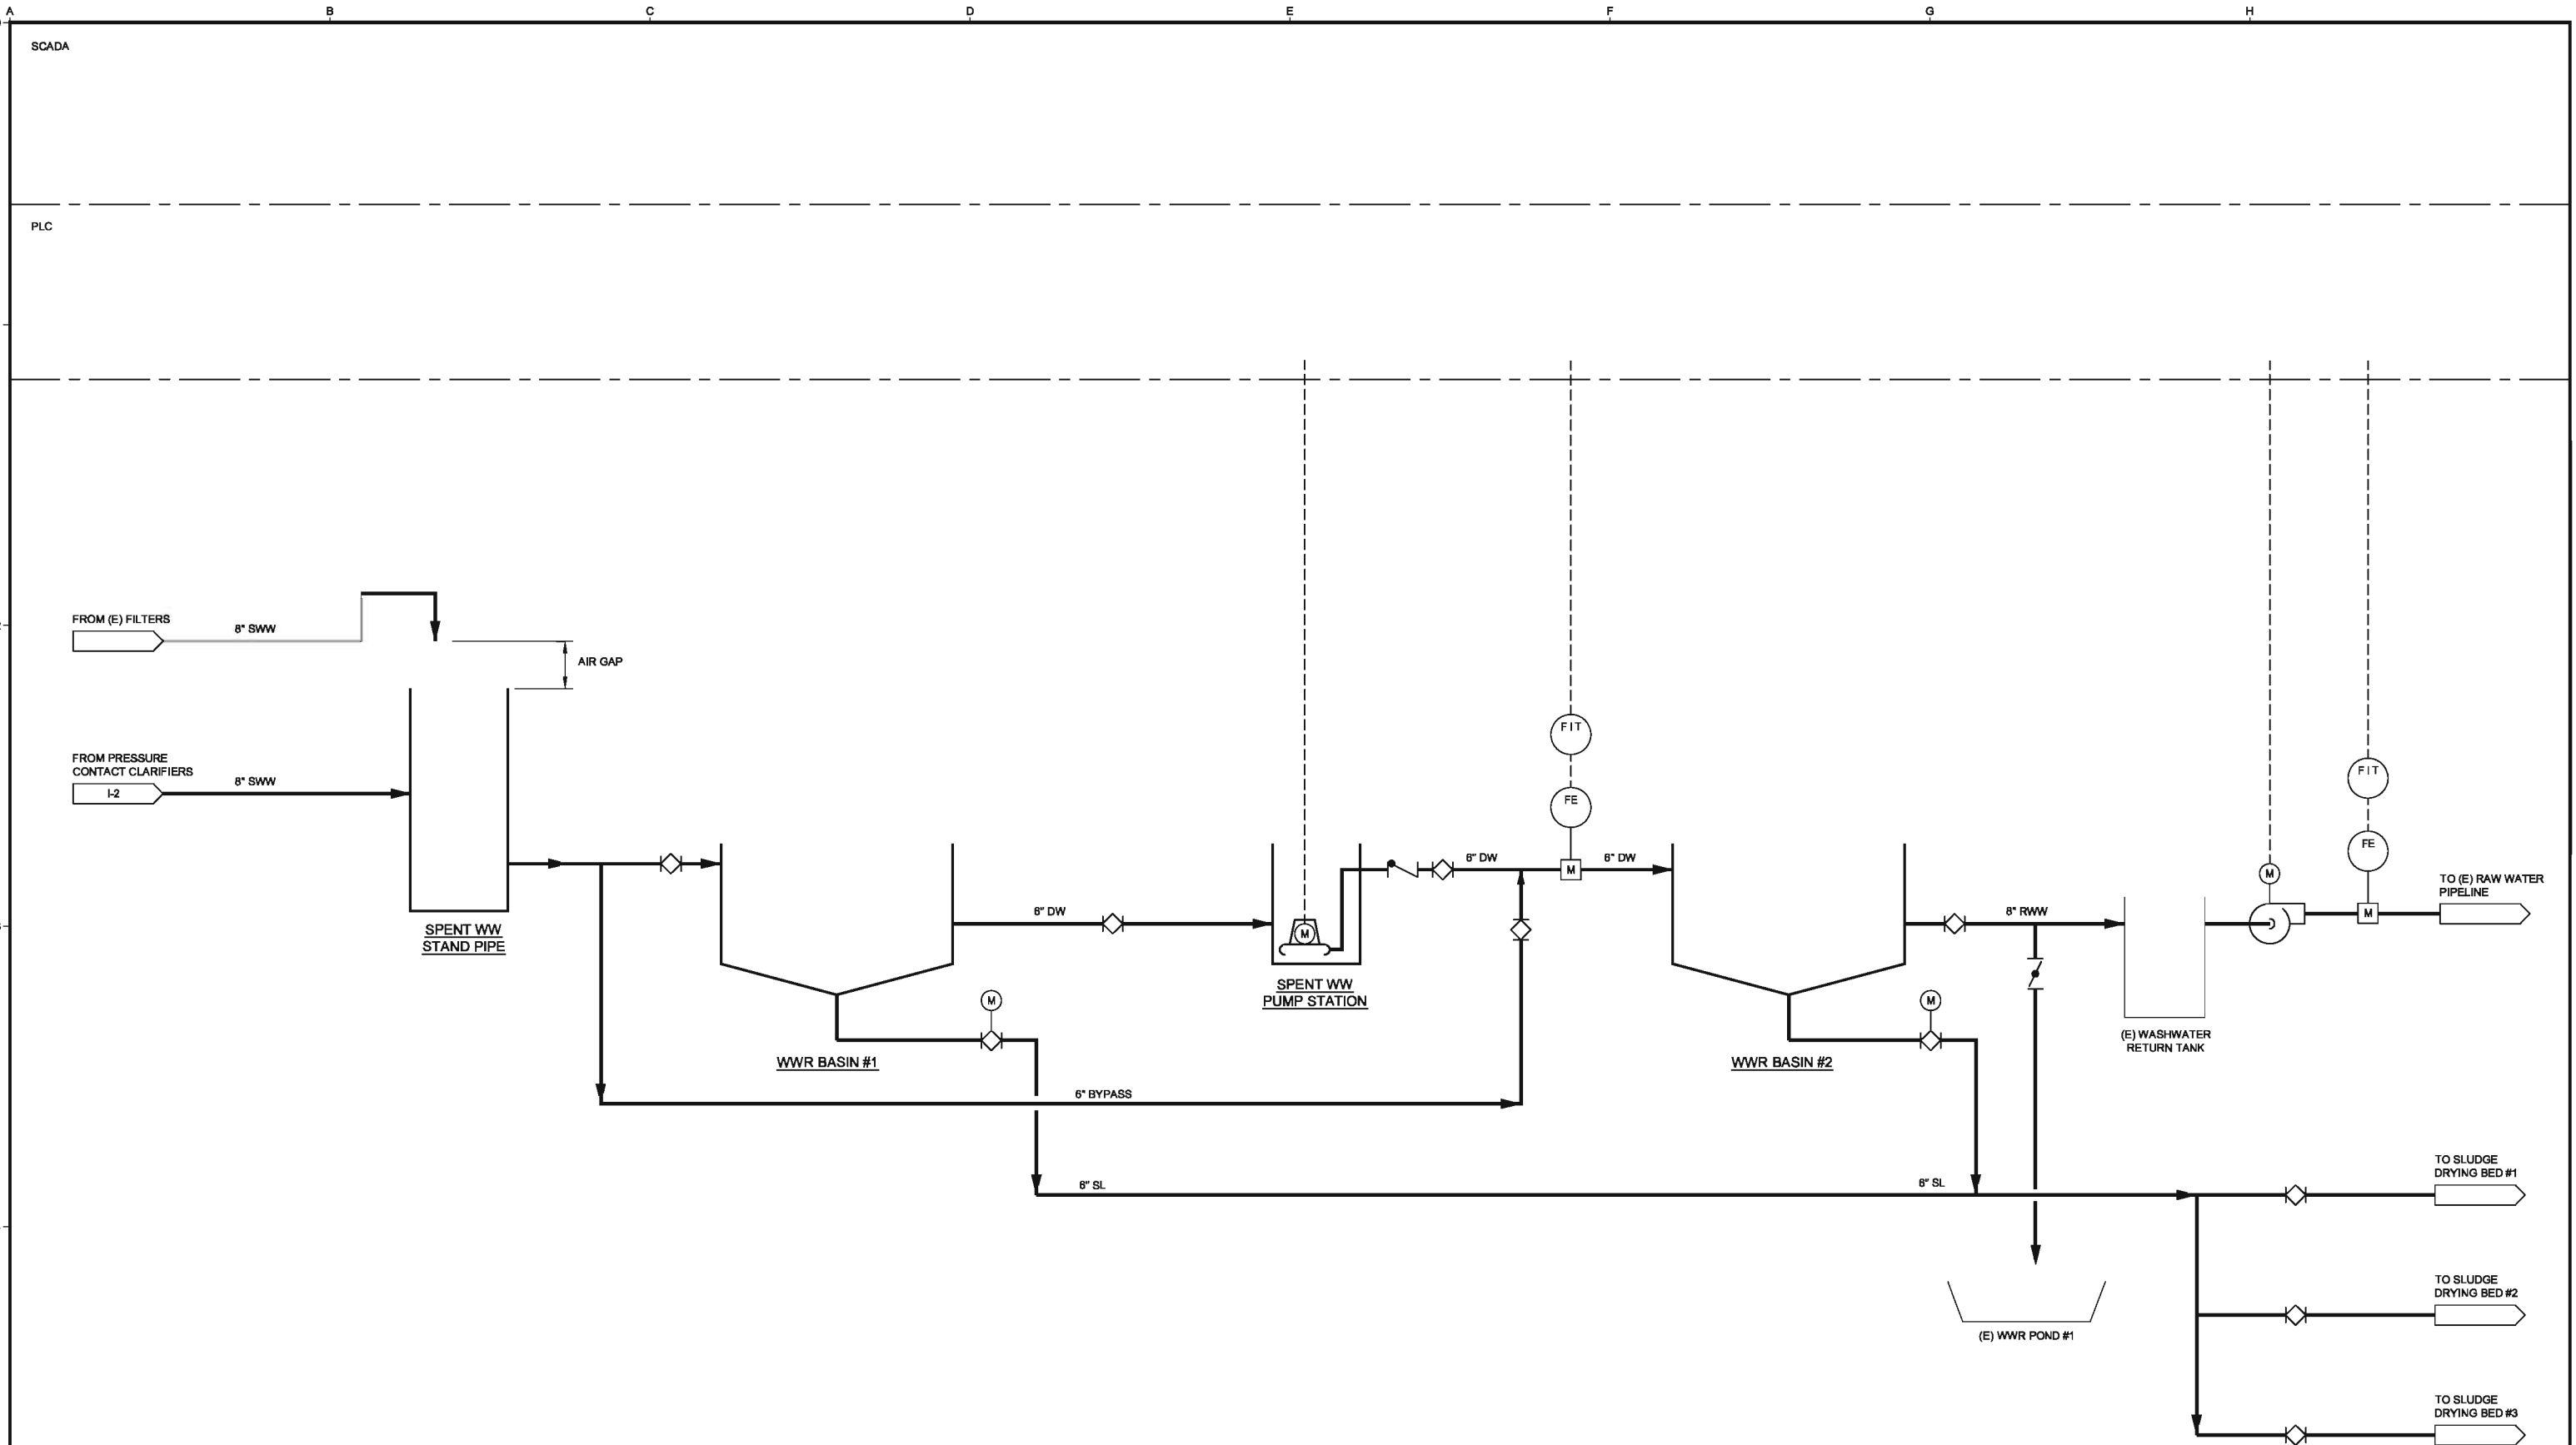 A B C D E F G H
SCADA
PLC
FROM (E) FILTERS
8" SWW
AIR GAP
FROM PRESSURE
CONTACT CLARIFIERS
I-2
8" SWW
SPENT WW
STAND PIPE
WWR BASIN #1
M
6" DW
M
SPENT WW
PUMP STATION
6" DW
FIT
FE
M
6" DW
WWR BASIN #2
M
8" RWW
(E) WASHWATER
RETURN TANK
M
FIT
FE
M
TO (E) RAW WATER
PIPELINE
6" BYPASS
6" SL
6" SL
(E) WWR POND #1
TO SLUDGE
DRYING BED #1
TO SLUDGE
DRYING BED #2
TO SLUDGE
DRYING BED #3